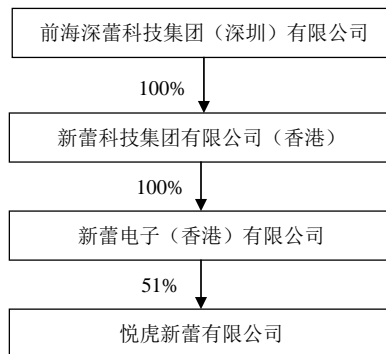 前海深蕾科技集团（深圳）有限公司
100%
新蕾科技集团有限公司（香港）
100%
新蕾电子（香港）有限公司
51%
悦虎新蕾有限公司